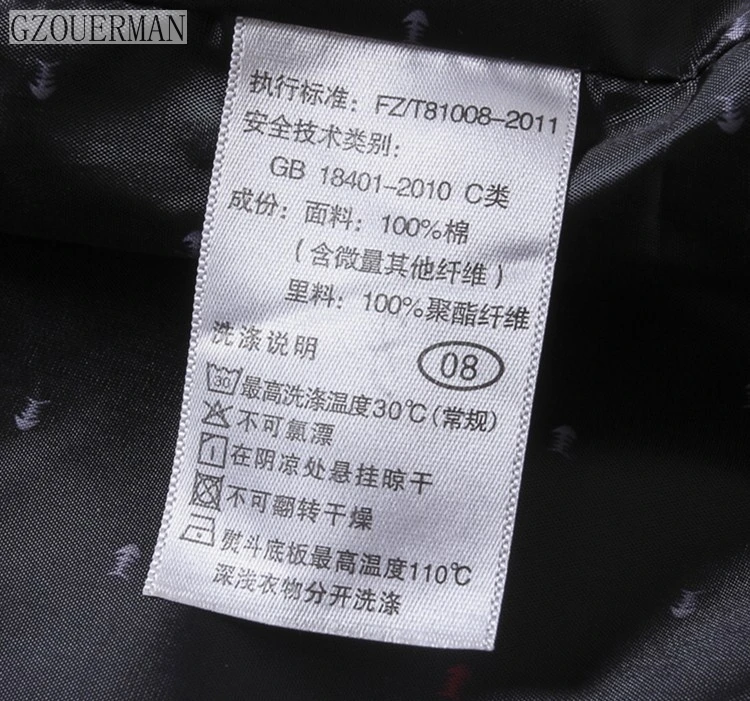 GZOUERMAN
执行标准：FZ/T81008-2011
安全技术类别：
GB 18401-2010 C类
成份：面料：100%棉
（含微量其他纤维）
里料：100%聚酯纤维
洗涤说明
08
30 最高洗涤温度30℃(常规)
不可氯漂
在阴凉处悬挂晾干
不可翻转干燥
熨斗底板最高温度110℃
深浅衣物分开洗涤